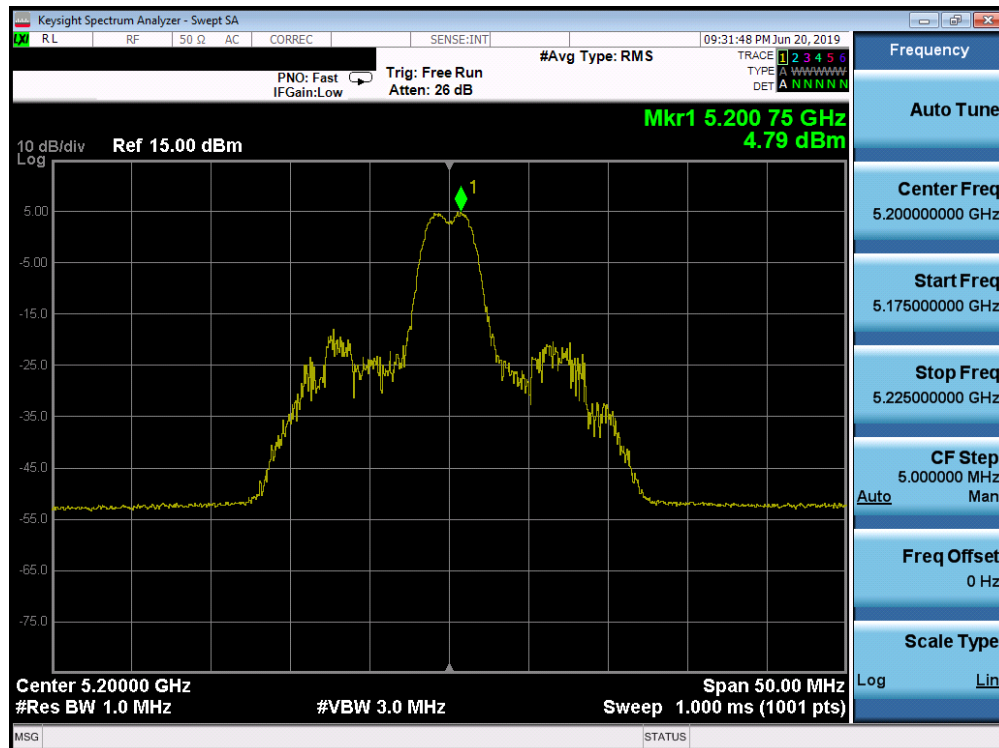 Keysight Spectrum Analyzer - Swept SA
LXI RL RF 50 Ω AC CORREC SENSE:INT 09:31:48 PM Jun 20, 2019
#Avg Type: RMS
TRACE 1 2 3 4 5 6
TYPE A WWWWW
DET A N N N N N
PNO: Fast
IFGain:Low
Trig: Free Run
Atten: 26 dB
Mkr1 5.200 75 GHz
4.79 dBm
10 dB/div Ref 15.00 dBm
Log
1
5.00
-5.00
-15.0
-25.0
-35.0
-45.0
-55.0
-65.0
-75.0
Center 5.20000 GHz Span 50.00 MHz
#Res BW 1.0 MHz #VBW 3.0 MHz Sweep 1.000 ms (1001 pts)
MSG STATUS
Frequency
Auto Tune
Center Freq
5.200000000 GHz
Start Freq
5.175000000 GHz
Stop Freq
5.225000000 GHz
CF Step
5.000000 MHz
Auto Man
Freq Offset
0 Hz
Scale Type
Log Lin